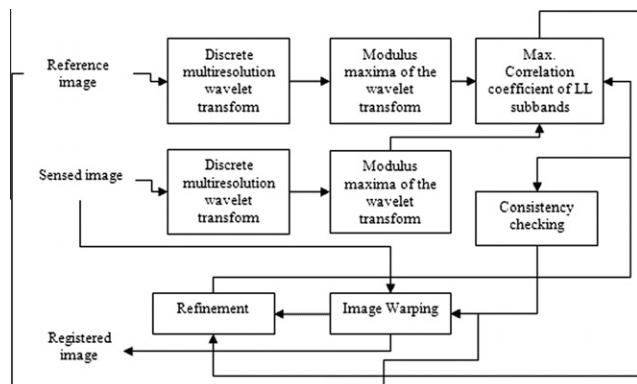 Reference
image
Discrete
multiresolution
wavelet
transform
Modulus
maxima of the
wavelet
transform
Max.
Correlation
coefficient of LL
subbands
Sensed image
Discrete
multiresolution
wavelet
transform
Modulus
maxima of the
wavelet
transform
Consistency
checking
Refinement
Image Warping
Registered
image